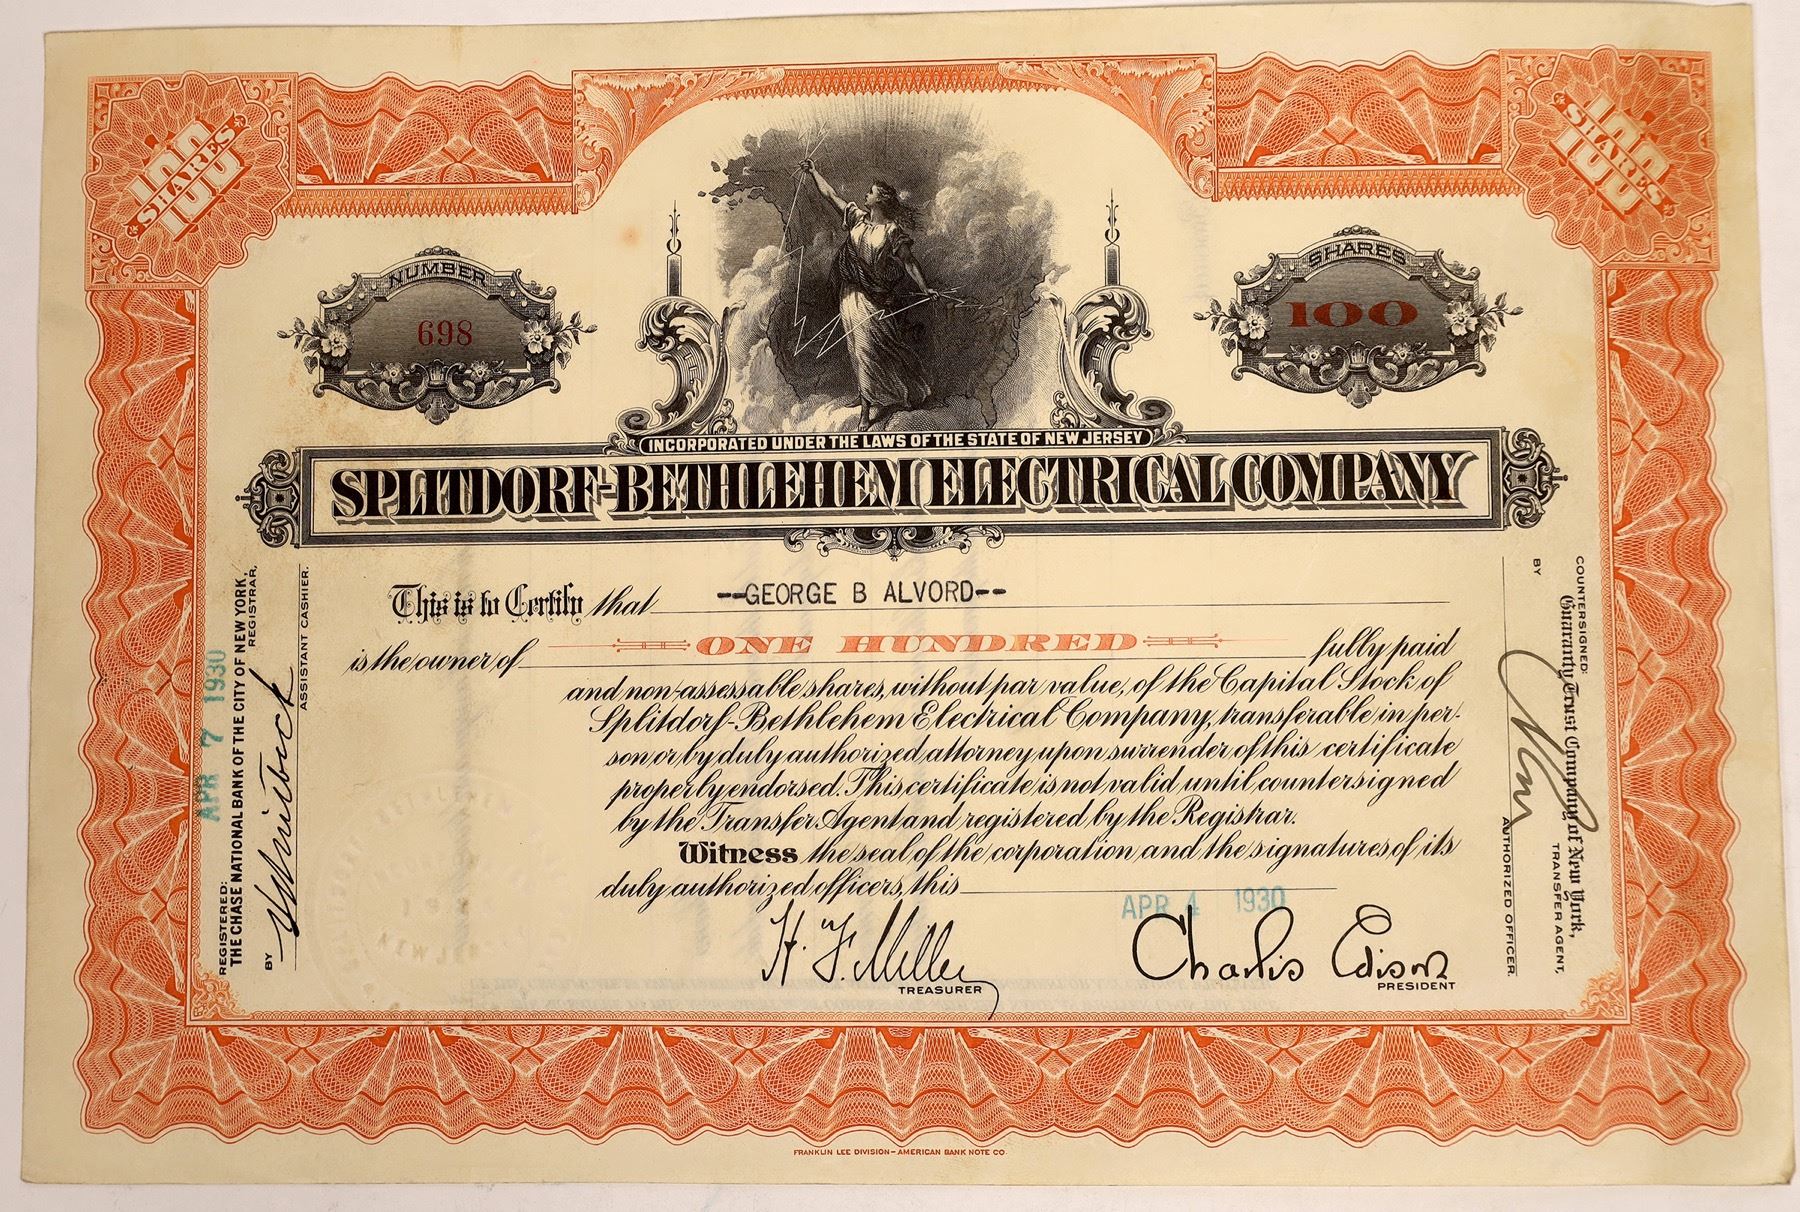 100
SHARES
100
SHARES
NUMBER
698
SHARES
100
INCORPORATED UNDER THE LAWS OF THE STATE OF NEW JERSEY
SPLITDORF-BETHLEHEM ELECTRICAL COMPANY
This is to Certify that --GEORGE B ALVORD--
is the owner of ONE HUNDRED fully paid
and non-assessable shares, without par value, of the Capital Stock of
Splitdorf-Bethlehem Electrical Company, transferable in per-
son or by duly authorized attorney upon surrender of this certificate
properly endorsed. This certificate is not valid until countersigned
by the Transfer Agent and registered by the Registrar.
Witness the seal of the corporation and the signatures of its
duly authorized officers, this APR 4 1930
H. F. Miller
TREASURER
Charles Edison
PRESIDENT
REGISTERED:
THE CHASE NATIONAL BANK OF THE CITY OF NEW YORK,
REGISTRAR,
BY
ASSISTANT CASHIER.
APR 7 1930
COUNTERSIGNED:
Guaranty Trust Company of New York,
TRANSFER AGENT,
BY
AUTHORIZED OFFICER.
FRANKLIN LEE DIVISION - AMERICAN BANK NOTE CO.